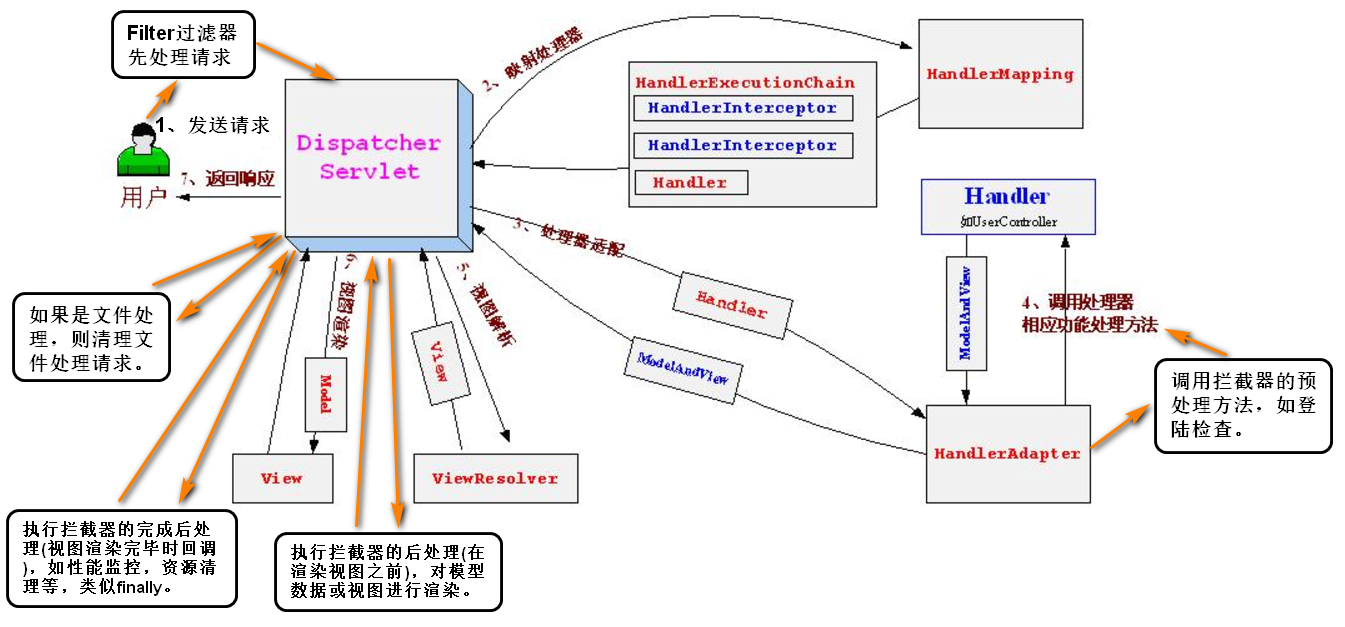 Filter过滤器
先处理请求
1、发送请求
用户
7、返回响应
Dispatcher
Servlet
2、映射处理器
HandlerExecutionChain
HandlerInterceptor
HandlerInterceptor
Handler
HandlerMapping
Handler
如UserController
3、处理器适配
Handler
ModelAndView
ModelAndView
4、调用处理器
相应功能处理方法
HandlerAdapter
调用拦截器的预
处理方法，如登
陆检查。
5、视图解析
View
ViewResolver
6、视图渲染
Model
View
如果是文件处
理，则清理文
件处理请求。
执行拦截器的完成后处
理(视图渲染完毕时回调
)，如性能监控，资源清
理等，类似finally。
执行拦截器的后处理(在
渲染视图之前)，对模型
数据或视图进行渲染。